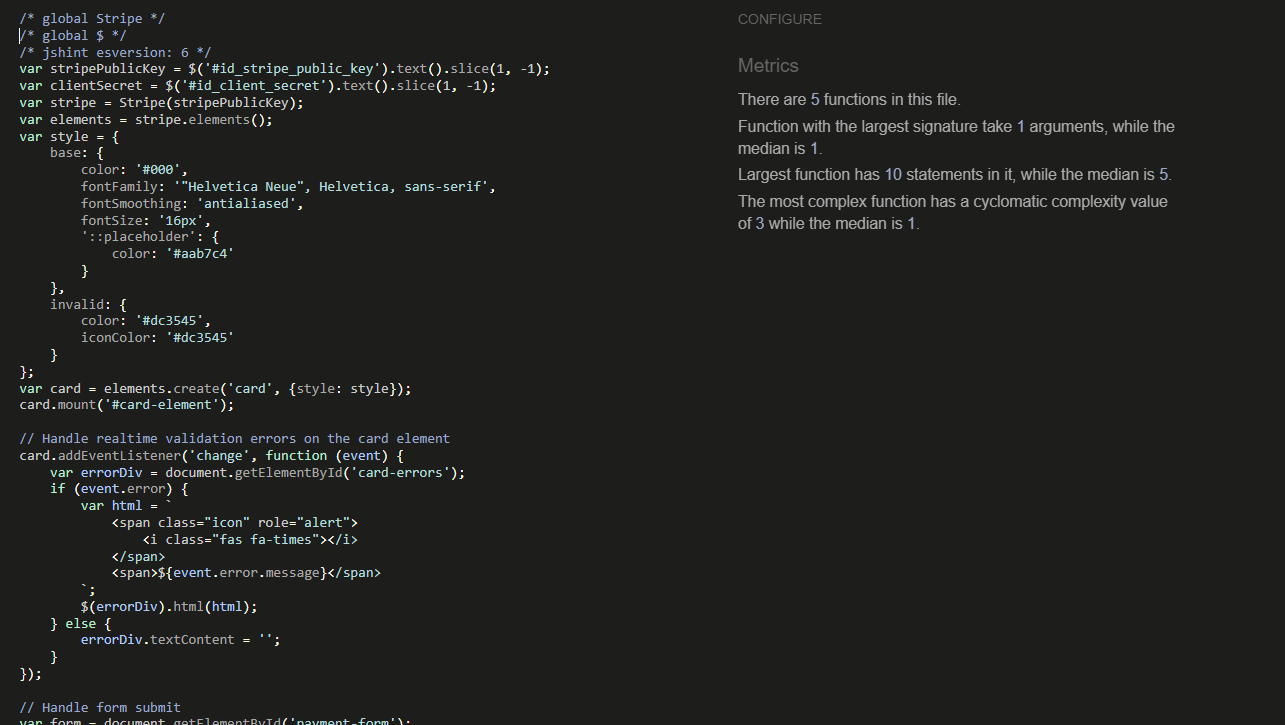 /* global Stripe */
/* global $ */
/* jshint esversion: 6 */
var stripePublicKey = $('#id_stripe_public_key').text().slice(1, -1);
var clientSecret = $('#id_client_secret').text().slice(1, -1);
var stripe = Stripe(stripePublicKey);
var elements = stripe.elements();
var style = {
    base: {
        color: '#000',
        fontFamily: '"Helvetica Neue", Helvetica, sans-serif',
        fontSmoothing: 'antialiased',
        fontSize: '16px',
        '::placeholder': {
            color: '#aab7c4'
        }
    },
    invalid: {
        color: '#dc3545',
        iconColor: '#dc3545'
    }
};
var card = elements.create('card', {style: style});
card.mount('#card-element');

// Handle realtime validation errors on the card element
card.addEventListener('change', function (event) {
    var errorDiv = document.getElementById('card-errors');
    if (event.error) {
        var html = `
            <span class="icon" role="alert">
                <i class="fas fa-times"></i>
            </span>
            <span>${event.error.message}</span>
        `;
        $(errorDiv).html(html);
    } else {
        errorDiv.textContent = '';
    }
});

// Handle form submit
var form = document.getElementById('payment-form');
CONFIGURE
Metrics
There are 5 functions in this file.
Function with the largest signature take 1 arguments, while the
median is 1.
Largest function has 10 statements in it, while the median is 5.
The most complex function has a cyclomatic complexity value
of 3 while the median is 1.